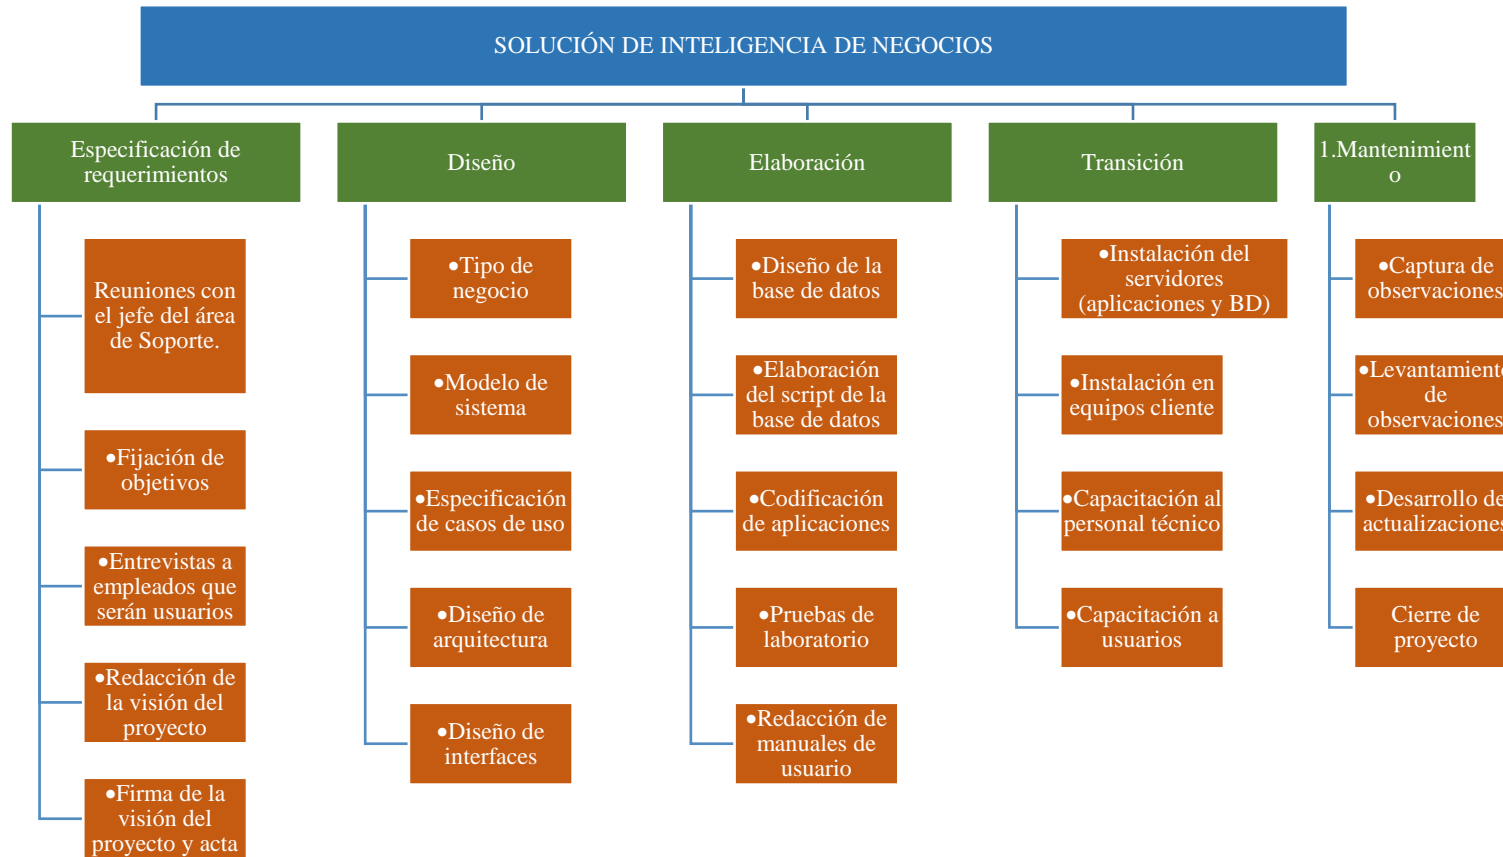 SOLUCIÓN DE INTELIGENCIA DE NEGOCIOS
Especificación de
requerimientos
Reuniones con
el jefe del área
de Soporte.
•Fijación de
objetivos
•Entrevistas a
empleados que
serán usuarios
•Redacción de
la visión del
proyecto
•Firma de la
visión del
proyecto y acta
Diseño
•Tipo de
negocio
•Modelo de
sistema
•Especificación
de casos de uso
•Diseño de
arquitectura
•Diseño de
interfaces
Elaboración
•Diseño de la
base de datos
•Elaboración
del script de la
base de datos
•Codificación
de aplicaciones
•Pruebas de
laboratorio
•Redacción de
manuales de
usuario
Transición
•Instalación del
servidores
(aplicaciones y BD)
•Instalación en
equipos cliente
•Capacitación al
personal técnico
•Capacitación a
usuarios
1.Mantenimient
o
•Captura de
observaciones
•Levantamiento
de
observaciones
•Desarrollo de
actualizaciones
Cierre de
proyecto